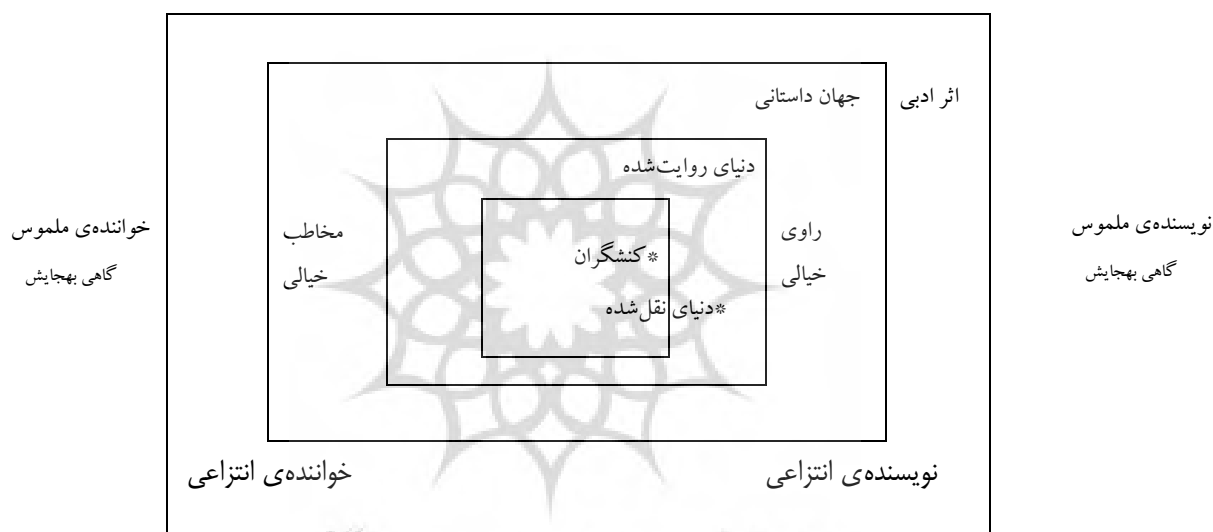 اثر ادبی
جهان داستانی
دنیای روایت‌شده
نویسنده‌ی ملموس
گاهی بهجایش
راوی
خیالی
*کنشگران
*دنیای نقل‌شده
مخاطب
خیالی
خواننده‌ی ملموس
گاهی بهجایش
نویسنده‌ی انتزاعی
خواننده‌ی انتزاعی